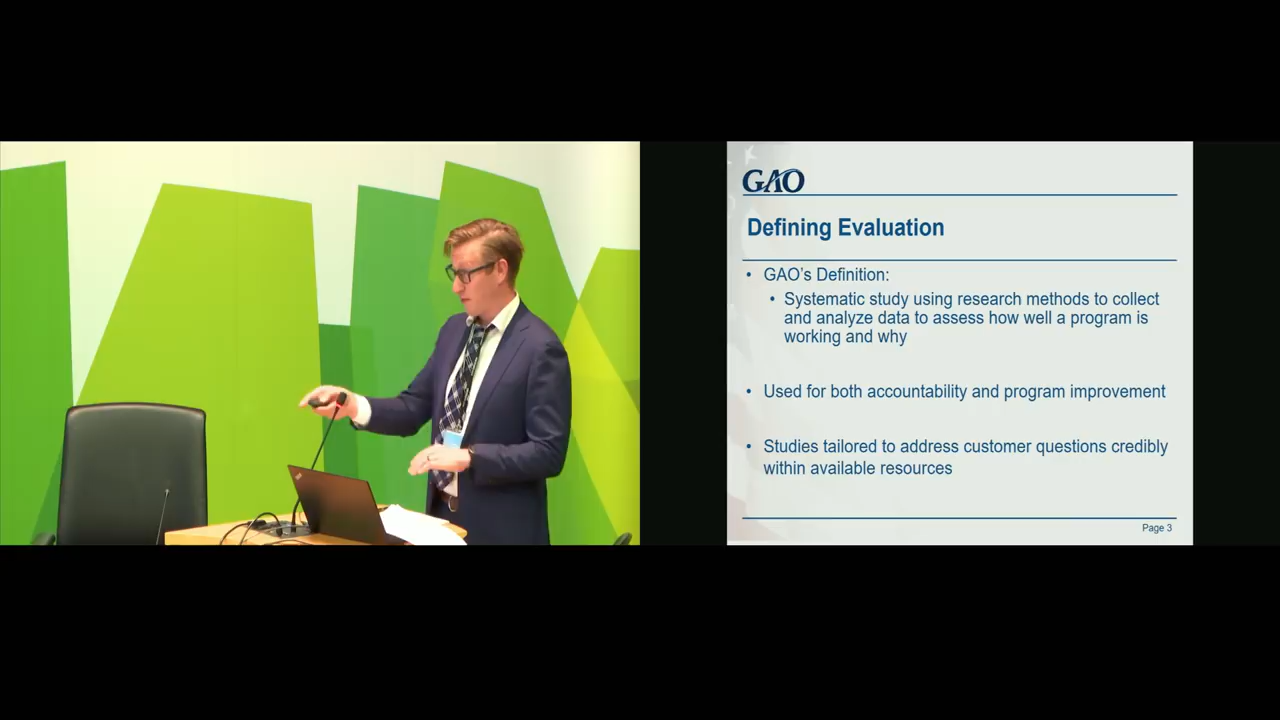 GAO
Defining Evaluation
• GAO's Definition:
• Systematic study using research methods to collect
and analyze data to assess how well a program is
working and why
• Used for both accountability and program improvement
• Studies tailored to address customer questions credibly
within available resources
Page 3